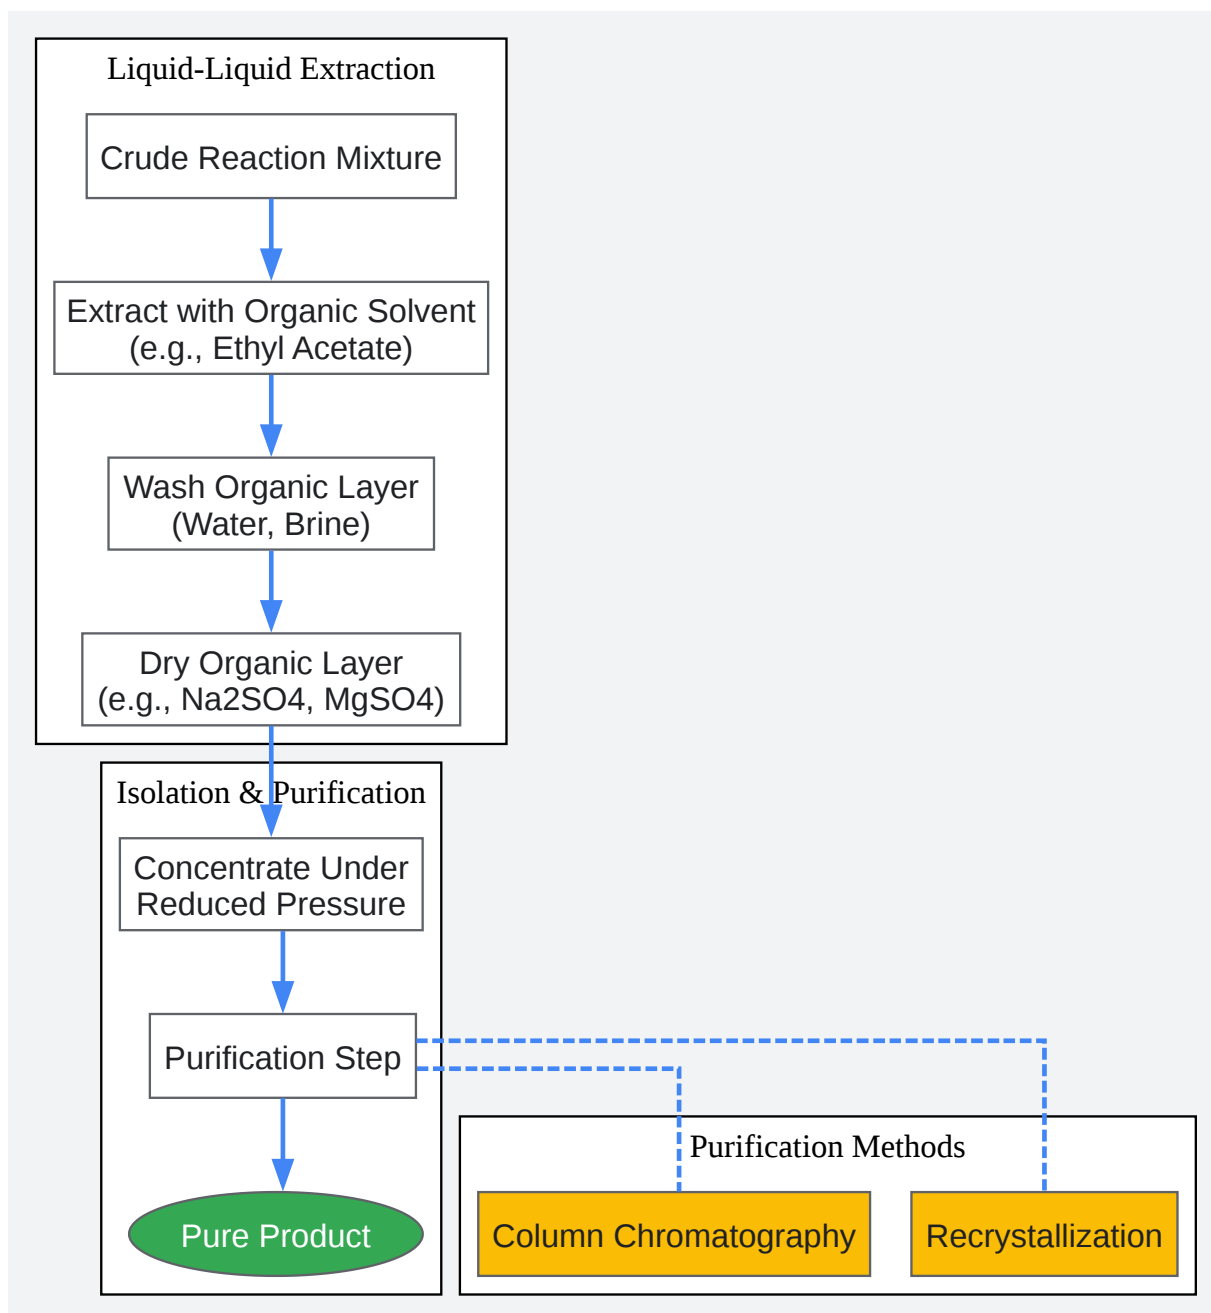 Liquid-Liquid Extraction
Crude Reaction Mixture
Extract with Organic Solvent
(e.g., Ethyl Acetate)
Wash Organic Layer
(Water, Brine)
Dry Organic Layer
(e.g., Na2SO4, MgSO4)
Isolation & Purification
Concentrate Under
Reduced Pressure
Purification Step
Pure Product
Purification Methods
Column Chromatography
Recrystallization